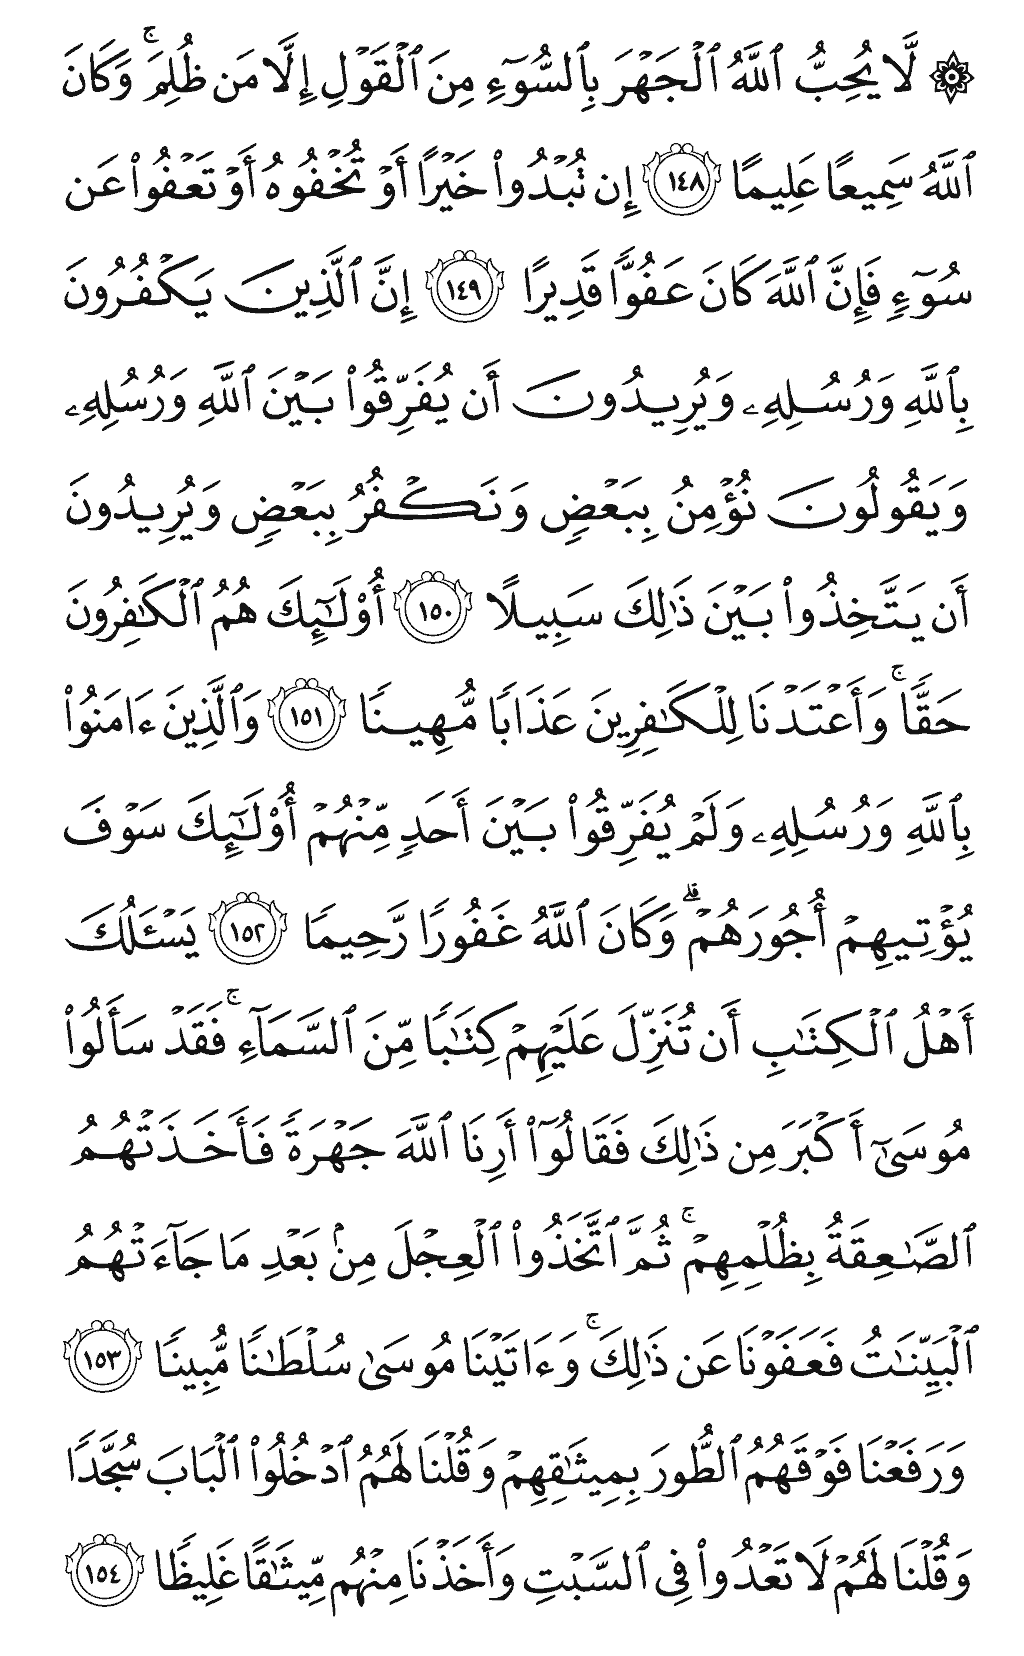 ۞ لَّا يُحِبُّ ٱللَّهُ ٱلۡجَهۡرَ بِٱلسُّوٓءِ مِنَ ٱلۡقَوۡلِ إِلَّا مَن ظُلِمَۚ وَكَانَ
ٱللَّهُ سَمِيعًا عَلِيمًا ١٤٨ إِن تُبۡدُواْ خَيۡرًا أَوۡ تُخۡفُوهُ أَوۡ تَعۡفُواْ عَن
سُوٓءٖ فَإِنَّ ٱللَّهَ كَانَ عَفُوّٗا قَدِيرًا ١٤٩ إِنَّ ٱلَّذِينَ يَكۡفُرُونَ
بِٱللَّهِ وَرُسُلِهِۦ وَيُرِيدُونَ أَن يُفَرِّقُواْ بَيۡنَ ٱللَّهِ وَرُسُلِهِۦ
وَيَقُولُونَ نُؤۡمِنُ بِبَعۡضٖ وَنَكۡفُرُ بِبَعۡضٖ وَيُرِيدُونَ
أَن يَتَّخِذُواْ بَيۡنَ ذَٰلِكَ سَبِيلًا ١٥٠ أُوْلَٰٓئِكَ هُمُ ٱلۡكَٰفِرُونَ
حَقّٗاۚ وَأَعۡتَدۡنَا لِلۡكَٰفِرِينَ عَذَابٗا مُّهِينٗا ١٥١ وَٱلَّذِينَ ءَامَنُواْ
بِٱللَّهِ وَرُسُلِهِۦ وَلَمۡ يُفَرِّقُواْ بَيۡنَ أَحَدٖ مِّنۡهُمۡ أُوْلَٰٓئِكَ سَوۡفَ
يُؤۡتِيهِمۡ أُجُورَهُمۡۚ وَكَانَ ٱللَّهُ غَفُورٗا رَّحِيمٗا ١٥٢ يَسۡـَٔلُكَ
أَهۡلُ ٱلۡكِتَٰبِ أَن تُنَزِّلَ عَلَيۡهِمۡ كِتَٰبٗا مِّنَ ٱلسَّمَآءِۚ فَقَدۡ سَأَلُواْ
مُوسَىٰٓ أَكۡبَرَ مِن ذَٰلِكَ فَقَالُوٓاْ أَرِنَا ٱللَّهَ جَهۡرَةٗ فَأَخَذَتۡهُمُ
ٱلصَّٰعِقَةُ بِظُلۡمِهِمۡۚ ثُمَّ ٱتَّخَذُواْ ٱلۡعِجۡلَ مِنۢ بَعۡدِ مَا جَآءَتۡهُمُ
ٱلۡبَيِّنَٰتُ فَعَفَوۡنَا عَن ذَٰلِكَۚ وَءَاتَيۡنَا مُوسَىٰ سُلۡطَٰنٗا مُّبِينٗا ١٥٣
وَرَفَعۡنَا فَوۡقَهُمُ ٱلطُّورَ بِمِيثَٰقِهِمۡ وَقُلۡنَا لَهُمُ ٱدۡخُلُواْ ٱلۡبَابَ سُجَّدٗا
وَقُلۡنَا لَهُمۡ لَا تَعۡدُواْ فِي ٱلسَّبۡتِ وَأَخَذۡنَا مِنۡهُم مِّيثَٰقًا غَلِيظٗا ١٥٤